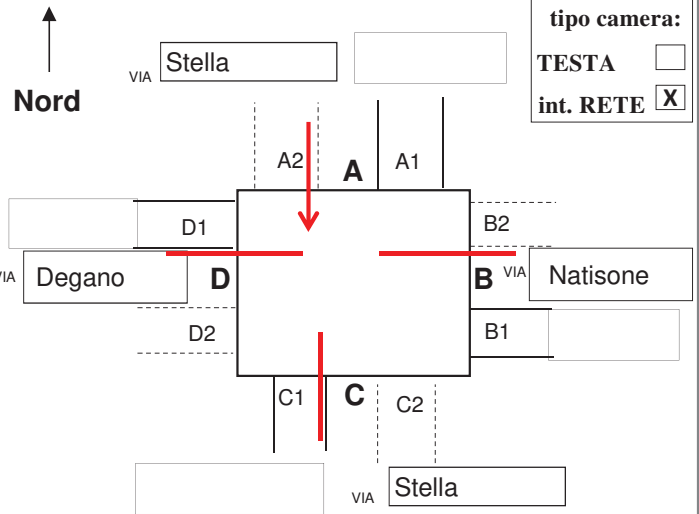 tipo camera:
TESTA
int. RETE X
Nord
VIA Stella
A2 A A1
D1 B2
VIA Degano D B VIA Natisone
D2 B1
C1 C C2
VIA Stella